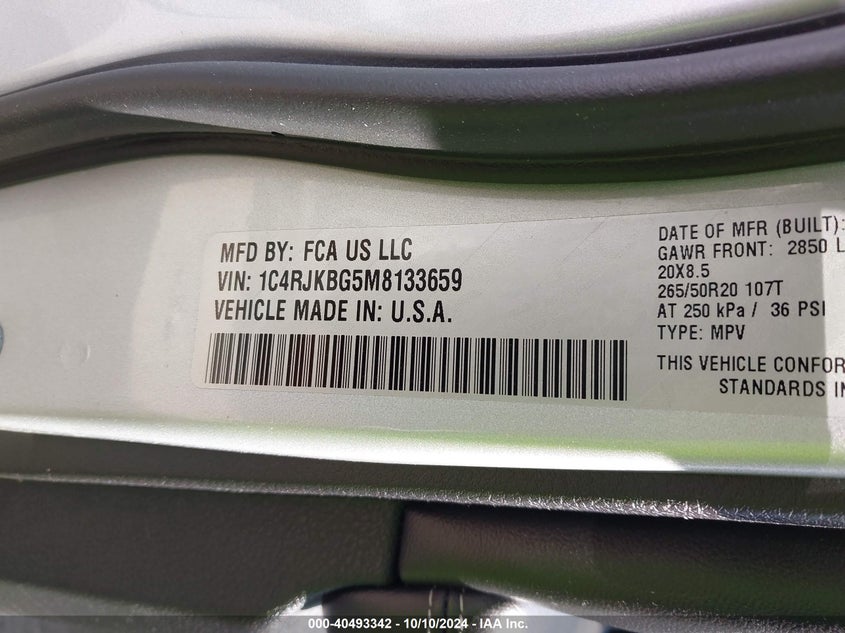 MFD BY: FCA US LLC
VIN: 1C4RJKBG5M8133659
VEHICLE MADE IN: U.S.A.
DATE OF MFR (BUILT):
GAWR FRONT: 2850 L
20X8.5
265/50R20 107T
AT 250 kPa / 36 PSI
TYPE: MPV
THIS VEHICLE CONFOR
STANDARDS IN
000-40493342 - 10/10/2024 - IAA Inc.